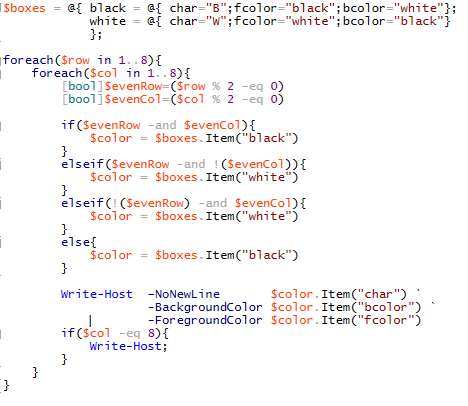 $boxes = @{ black = @{ char="B";fcolor="black";bcolor="white"};
            white = @{ char="W";fcolor="white";bcolor="black"}
            };
foreach($row in 1..8){
    foreach($col in 1..8){
        [bool]$evenRow=($row % 2 -eq 0)
        [bool]$evenCol=($col % 2 -eq 0)
        if($evenRow -and $evenCol){
            $color = $boxes.Item("black")
        }
        elseif($evenRow -and !($evenCol)){
            $color = $boxes.Item("white")
        }
        elseif(!($evenRow) -and $evenCol){
            $color = $boxes.Item("white")
        }
        else{
            $color = $boxes.Item("black")
        }
        Write-Host  -NoNewLine       $color.Item("char") `
                    -BackgroundColor $color.Item("bcolor") `
                    -ForegroundColor $color.Item("fcolor")
        if($col -eq 8){
            Write-Host;
        }
    }
}